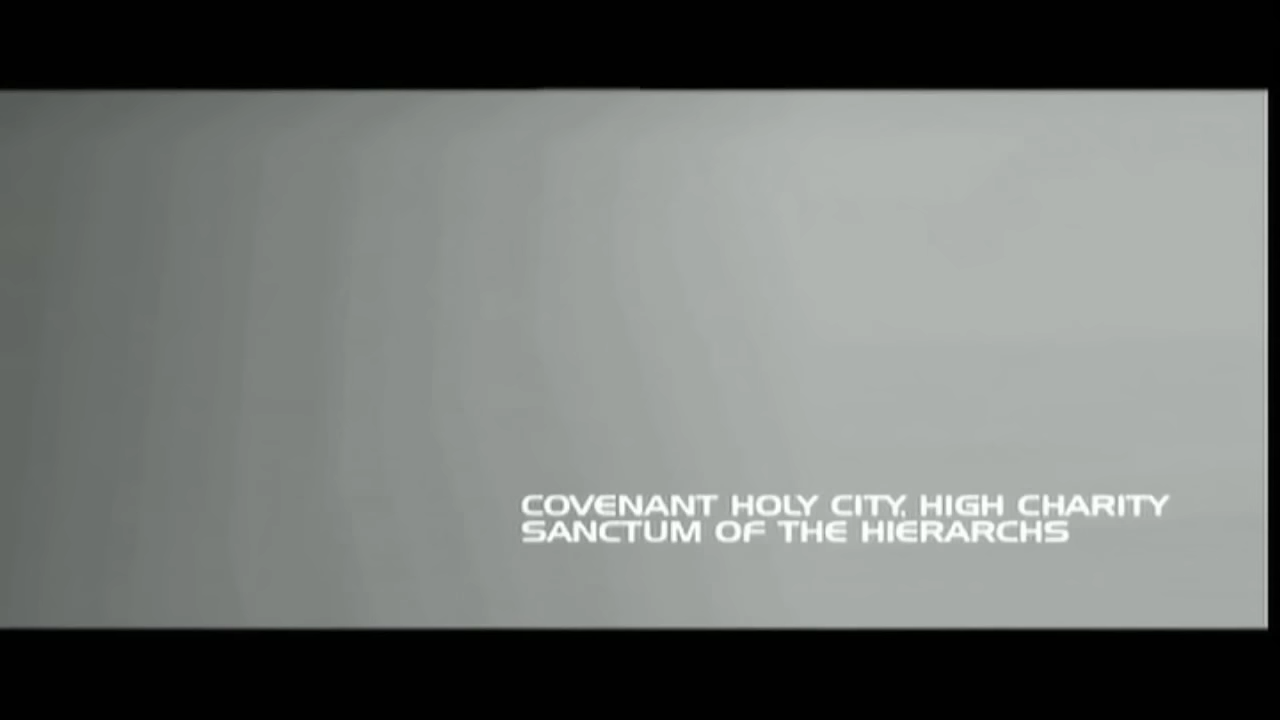 COVENANT HOLY CITY, HIGH CHARITY
SANCTUM OF THE HIERARCHS